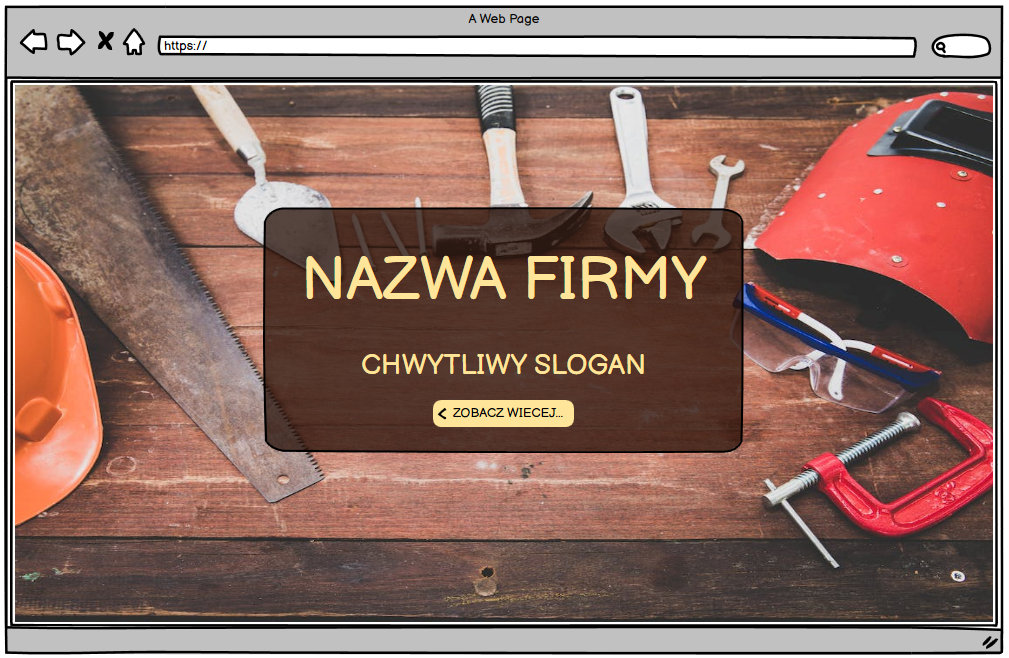 A Web Page
https://
NAZWA FIRMY
CHWYTLIWY SLOGAN
ZOBACZ WIECEJ...